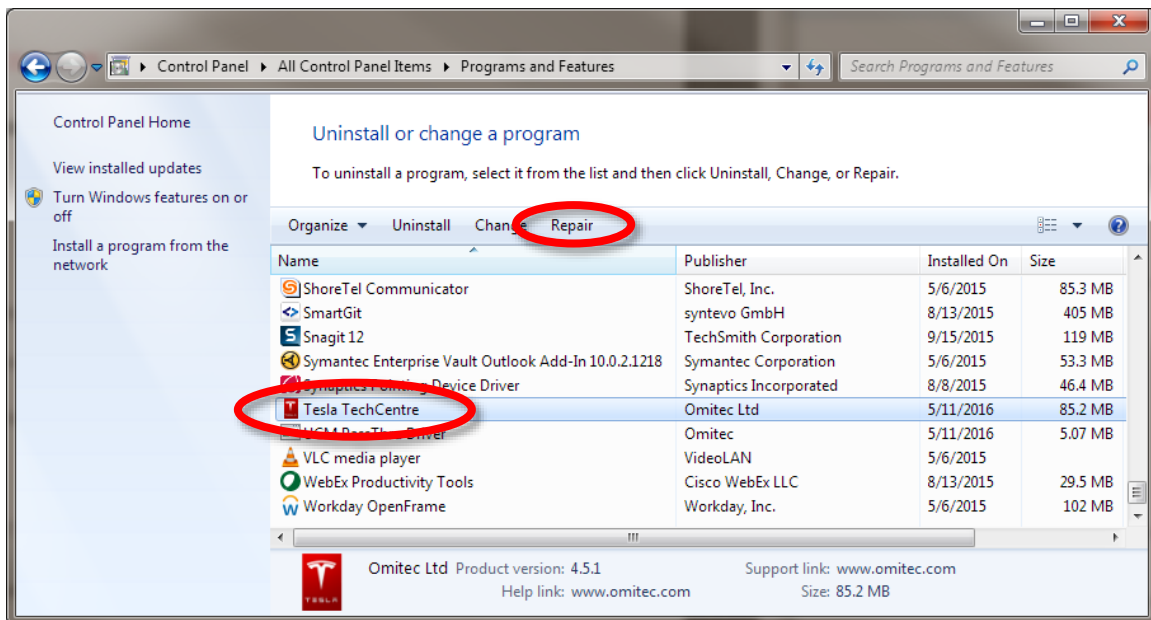 Control Panel ▸ All Control Panel Items ▸ Programs and Features
Search Programs and Features
Control Panel Home
View installed updates
Turn Windows features on or
off
Install a program from the
network
Uninstall or change a program
To uninstall a program, select it from the list and then click Uninstall, Change, or Repair.
Organize Uninstall Change Repair
Name Publisher Installed On Size
ShoreTel Communicator ShoreTel, Inc. 5/6/2015 85.3 MB
SmartGit syntevo GmbH 8/13/2015 405 MB
Snagit 12 TechSmith Corporation 9/15/2015 119 MB
Symantec Enterprise Vault Outlook Add-In 10.0.2.1218 Symantec Corporation 5/6/2015 53.3 MB
Synaptics Pointing Device Driver Synaptics Incorporated 8/8/2015 46.4 MB
Tesla TechCentre Omitec Ltd 5/11/2016 85.2 MB
Driver Omitec 5/11/2016 5.07 MB
VLC media player VideoLAN 5/6/2015
WebEx Productivity Tools Cisco WebEx LLC 8/13/2015 29.5 MB
Workday OpenFrame Workday, Inc. 5/6/2015 102 MB
TESLA
Omitec Ltd Product version: 4.5.1 Support link: www.omitec.com
Help link: www.omitec.com Size: 85.2 MB